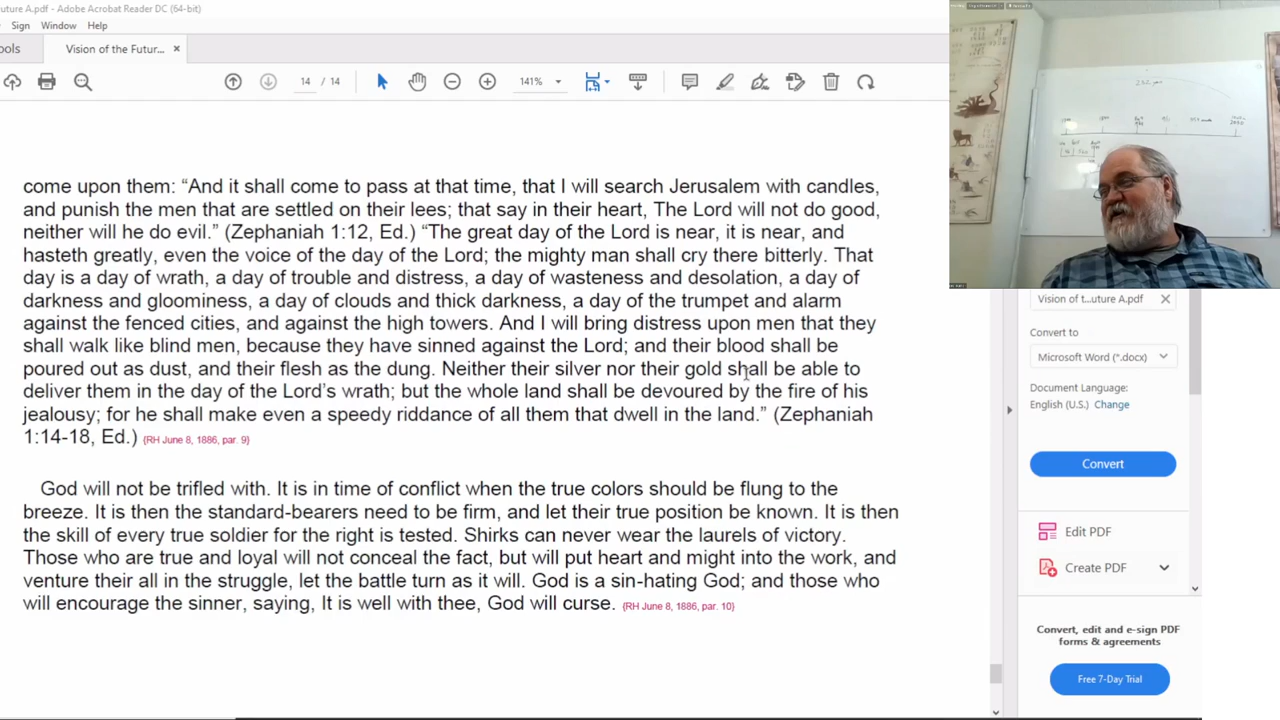 uture A.pdf - Adobe Acrobat Reader DC (64-bit)
Sign Window Help
ools Vision of the Futur... ×
14 / 14 141%
come upon them: “And it shall come to pass at that time, that I will search Jerusalem with candles,
and punish the men that are settled on their lees; that say in their heart, The Lord will not do good,
neither will he do evil.” (Zephaniah 1:12, Ed.) “The great day of the Lord is near, it is near, and
hasteth greatly, even the voice of the day of the Lord; the mighty man shall cry there bitterly. That
day is a day of wrath, a day of trouble and distress, a day of wasteness and desolation, a day of
darkness and gloominess, a day of clouds and thick darkness, a day of the trumpet and alarm
against the fenced cities, and against the high towers. And I will bring distress upon men that they
shall walk like blind men, because they have sinned against the Lord; and their blood shall be
poured out as dust, and their flesh as the dung. Neither their silver nor their gold shall be able to
deliver them in the day of the Lord’s wrath; but the whole land shall be devoured by the fire of his
jealousy; for he shall make even a speedy riddance of all them that dwell in the land.” (Zephaniah
1:14-18, Ed.) {RH June 8, 1886, par. 9}
God will not be trifled with. It is in time of conflict when the true colors should be flung to the
breeze. It is then the standard-bearers need to be firm, and let their true position be known. It is then
the skill of every true soldier for the right is tested. Shirks can never wear the laurels of victory.
Those who are true and loyal will not conceal the fact, but will put heart and might into the work, and
venture their all in the struggle, let the battle turn as it will. God is a sin-hating God; and those who
will encourage the sinner, saying, It is well with thee, God will curse. {RH June 8, 1886, par. 10}
Vision of t...uture A.pdf ×
Convert to
Microsoft Word (*.docx)
Document Language:
English (U.S.) Change
Convert
Edit PDF
Create PDF
Convert, edit and e-sign PDF
forms & agreements
Free 7-Day Trial